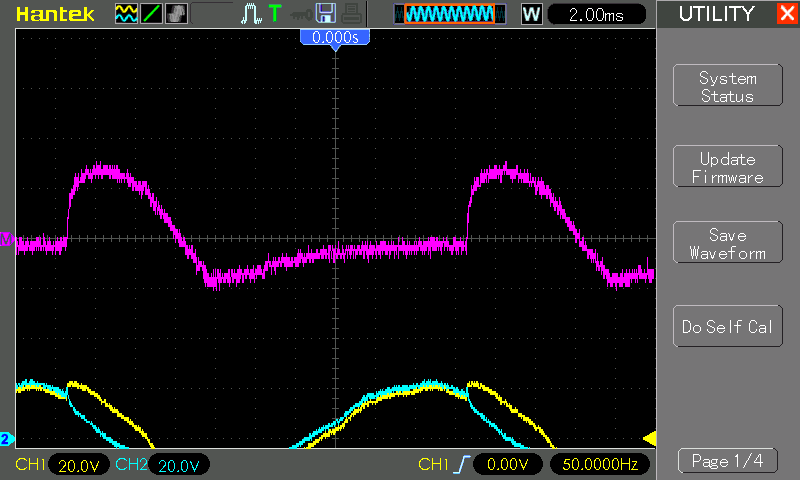 Hantek
T
W
2.00ms
UTILITY
X
0.000s
System
Status
Update
Firmware
Save
Waveform
Do Self Cal
M
2
CH1 20.0V CH2 20.0V
CH1 0.00V 50.0000Hz
Page 1/4